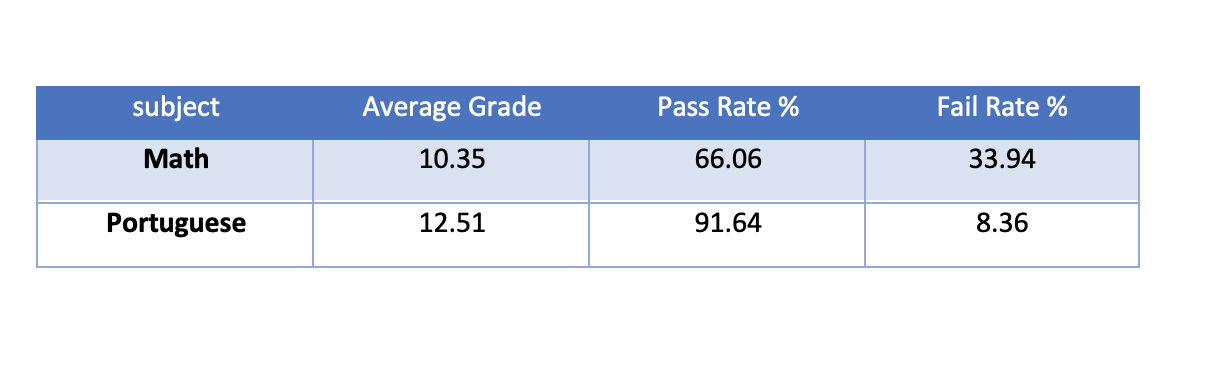 subject Average Grade Pass Rate % Fail Rate %
Math 10.35 66.06 33.94
Portuguese 12.51 91.64 8.36